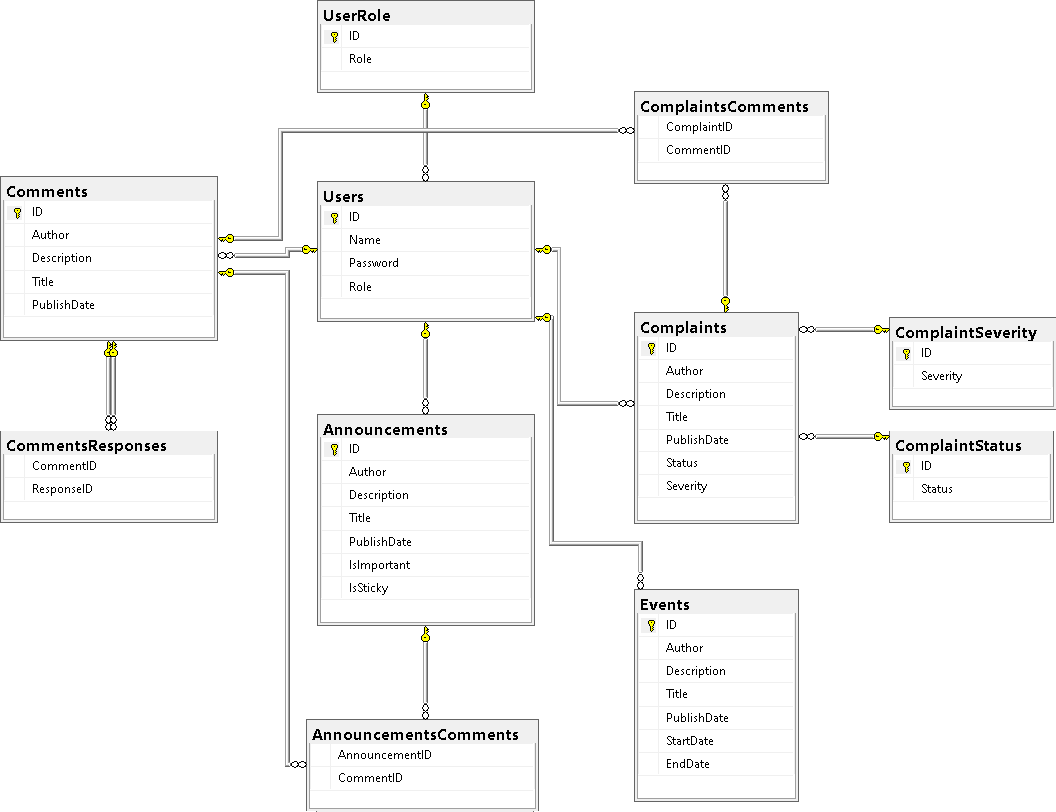 UserRole
ID
Role
ComplaintsComments
ComplaintID
CommentID
Comments
ID
Author
Description
Title
PublishDate
Users
ID
Name
Password
Role
Complaints
ID
Author
Description
Title
PublishDate
Status
Severity
ComplaintSeverity
ID
Severity
CommentsResponses
CommentID
ResponseID
Announcements
ID
Author
Description
Title
PublishDate
IsImportant
IsSticky
ComplaintStatus
ID
Status
Events
ID
Author
Description
Title
PublishDate
StartDate
EndDate
AnnouncementsComments
AnnouncementID
CommentID